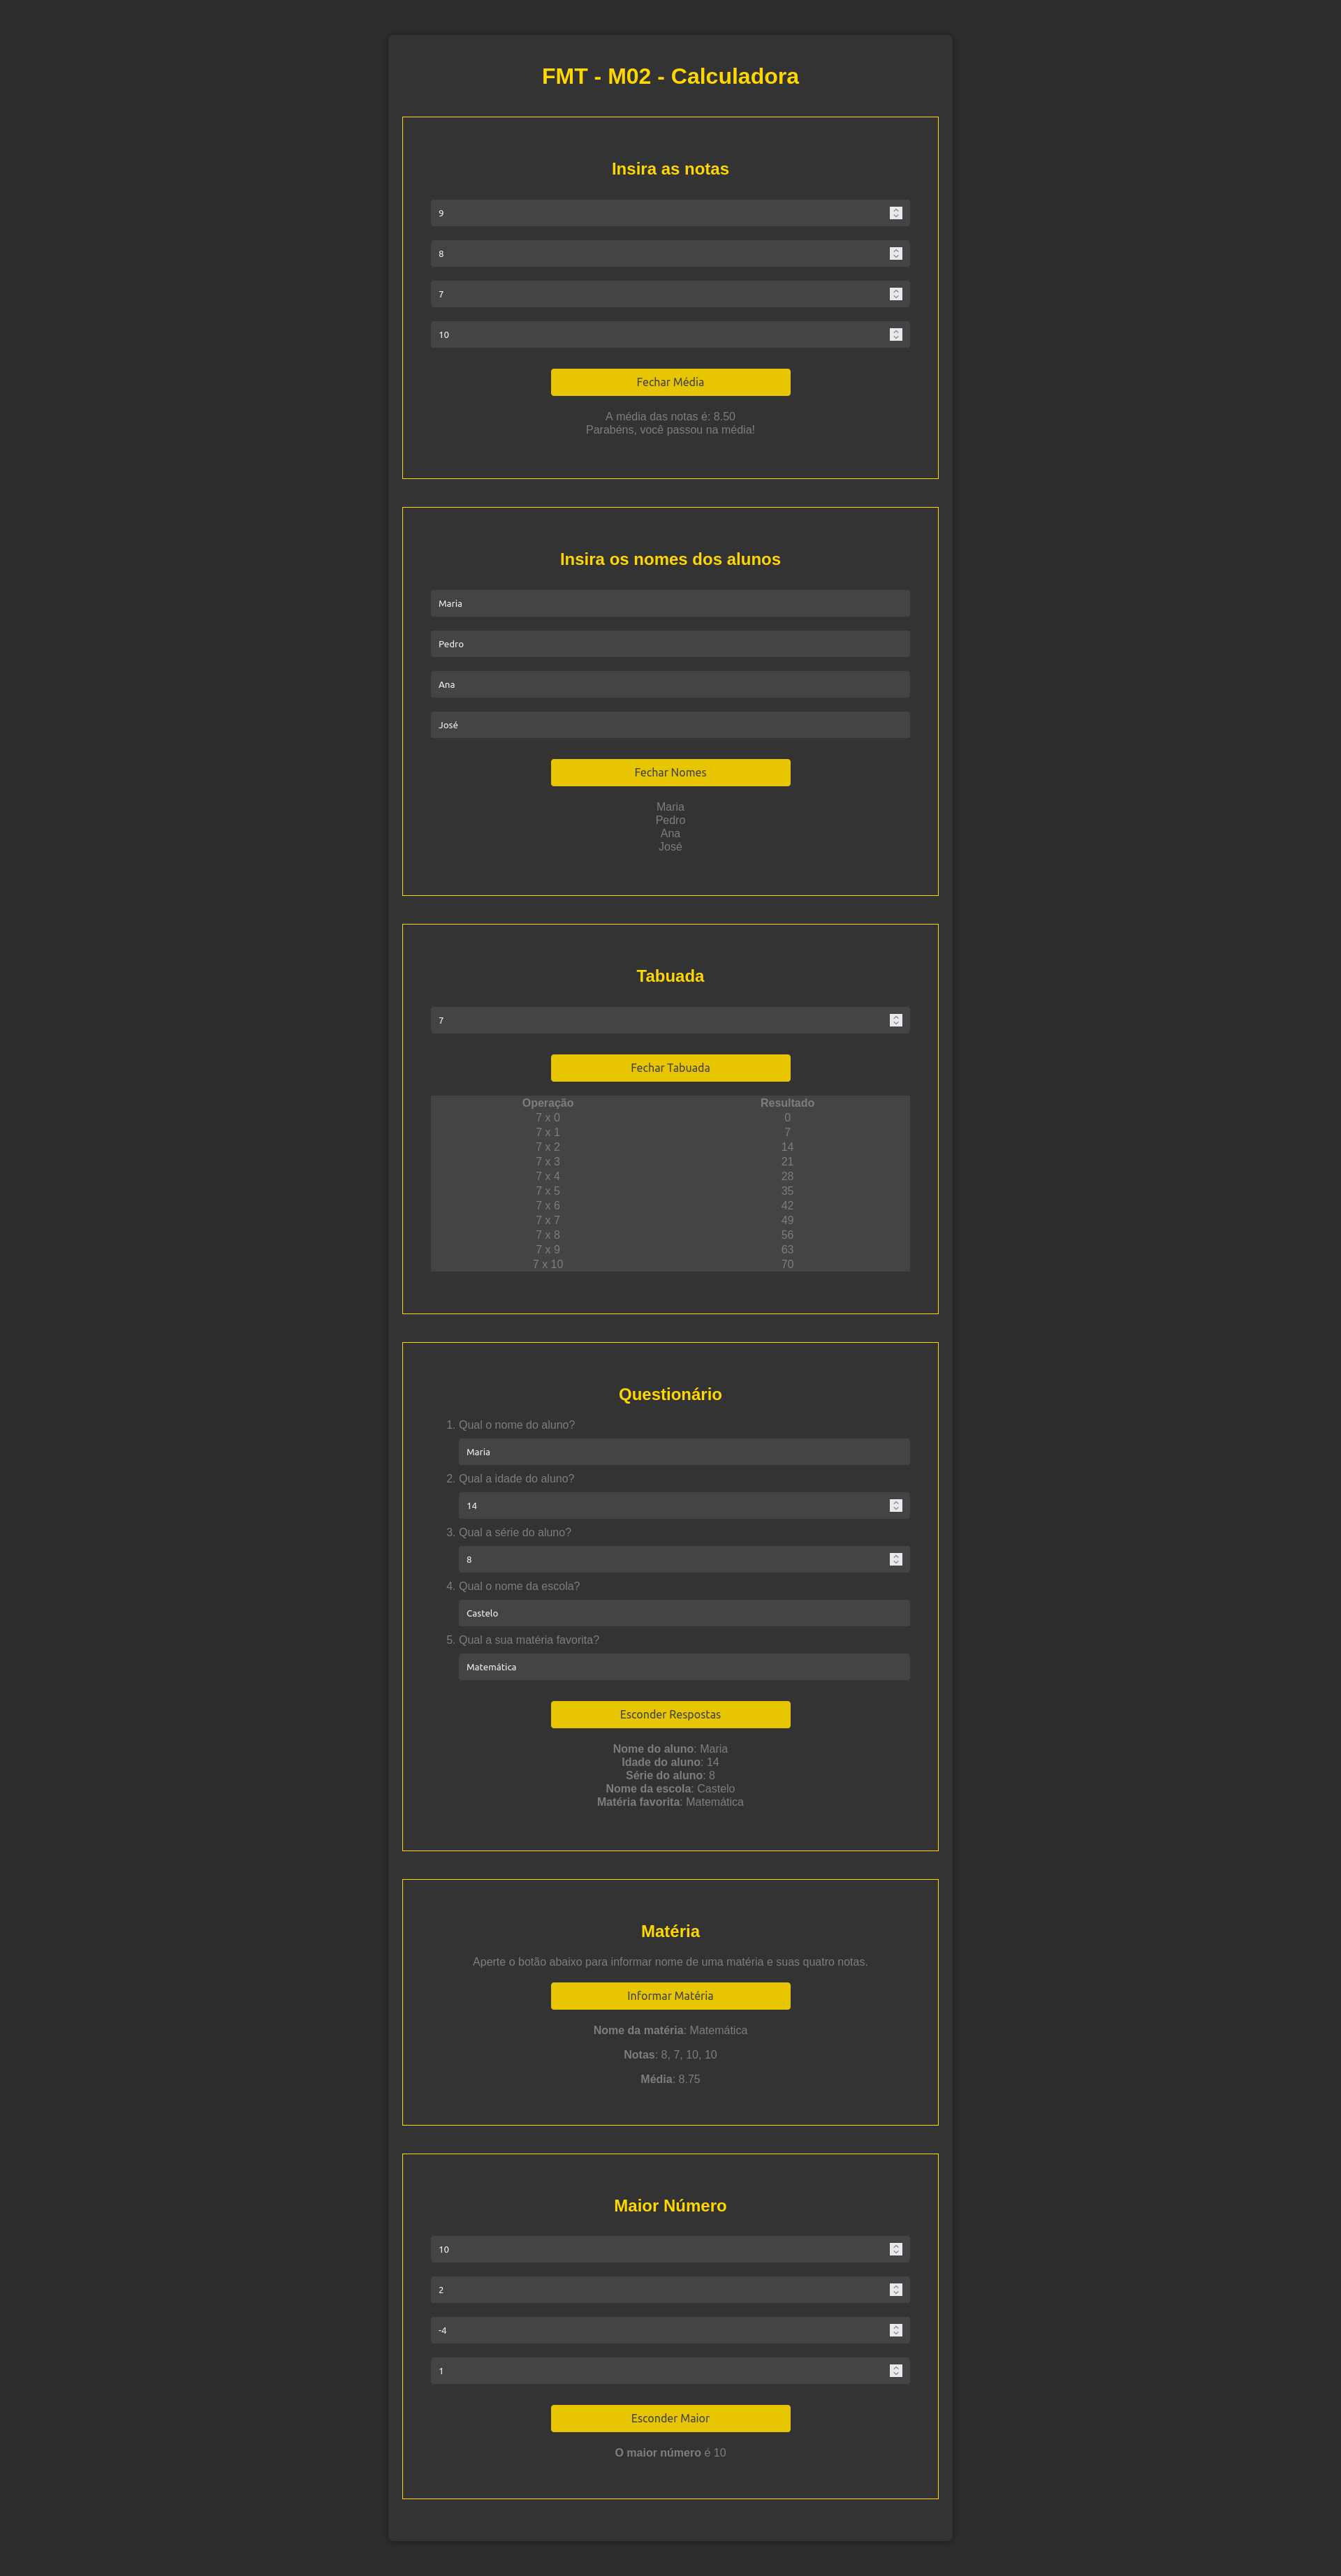 FMT - M02 - Calculadora
Insira as notas
9
8
7
10
Fechar Média
A média das notas é: 8.50
Parabéns, você passou na média!
Insira os nomes dos alunos
Maria
Pedro
Ana
José
Fechar Nomes
Maria
Pedro
Ana
José
Tabuada
7
Fechar Tabuada
Operação Resultado
7 x 0 0
7 x 1 7
7 x 2 14
7 x 3 21
7 x 4 28
7 x 5 35
7 x 6 42
7 x 7 49
7 x 8 56
7 x 9 63
7 x 10 70
Questionário
1. Qual o nome do aluno?
Maria
2. Qual a idade do aluno?
14
3. Qual a série do aluno?
8
4. Qual o nome da escola?
Castelo
5. Qual a sua matéria favorita?
Matemática
Esconder Respostas
Nome do aluno: Maria
Idade do aluno: 14
Série do aluno: 8
Nome da escola: Castelo
Matéria favorita: Matemática
Matéria
Aperte o botão abaixo para informar nome de uma matéria e suas quatro notas.
Informar Matéria
Nome da matéria: Matemática
Notas: 8, 7, 10, 10
Média: 8.75
Maior Número
10
2
-4
1
Esconder Maior
O maior número é 10